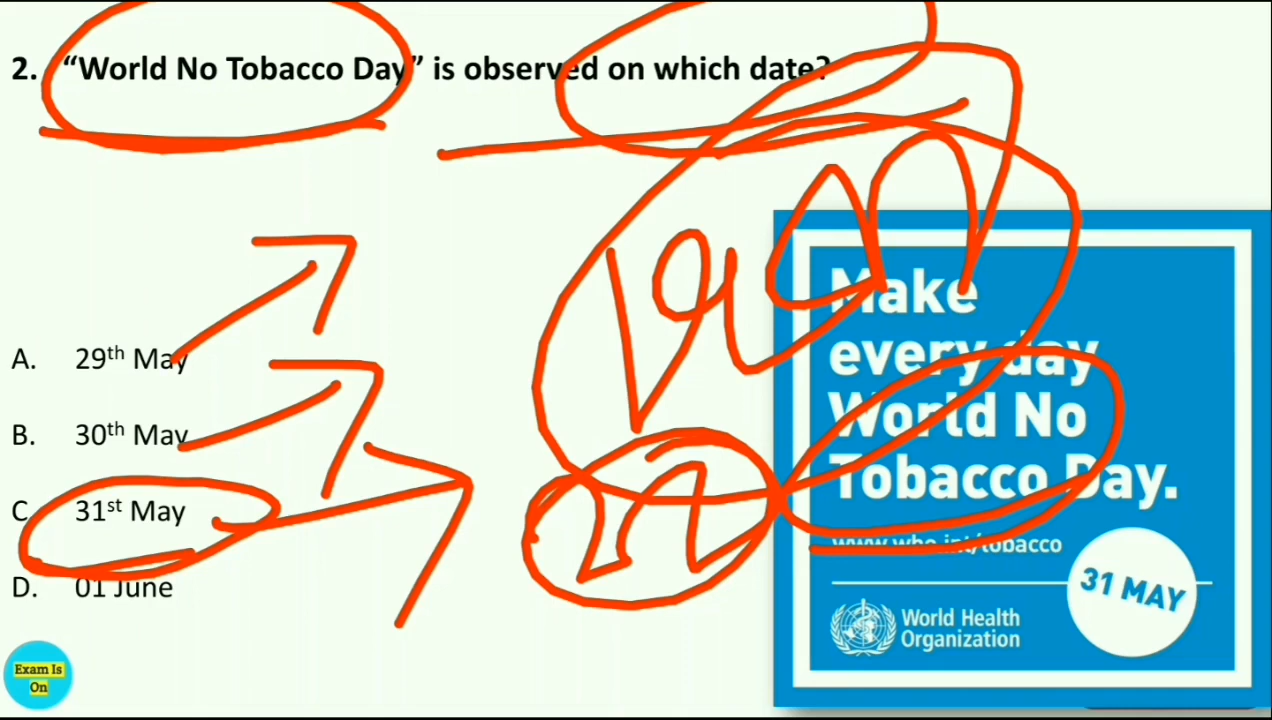 2. “World No Tobacco Day” is observed on which date?
A. 29th May
B. 30th May
C. 31st May
D. 01 June
Make
every day
World No
Tobacco Day.
www.who.int/tobacco
31 MAY
World Health
Organization
Exam Is
On